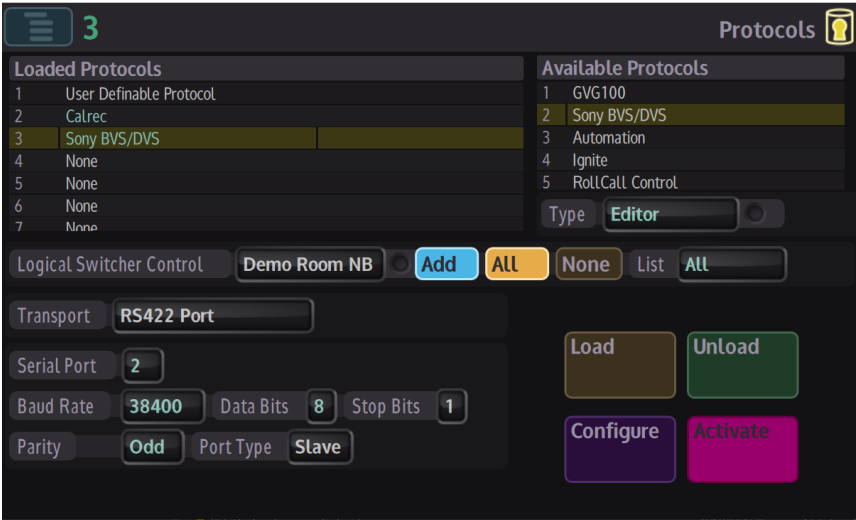 3
Protocols
Loaded Protocols
1 User Definable Protocol
2 Calrec
3 Sony BVS/DVS
4 None
5 None
6 None
7 None
Available Protocols
1 GVG100
2 Sony BVS/DVS
3 Automation
4 Ignite
5 RollCall Control
Type Editor
Logical Switcher Control Demo Room NB Add All None List All
Transport RS422 Port
Serial Port 2
Baud Rate 38400 Data Bits 8 Stop Bits 1
Parity Odd Port Type Slave
Load Unload
Configure Activate